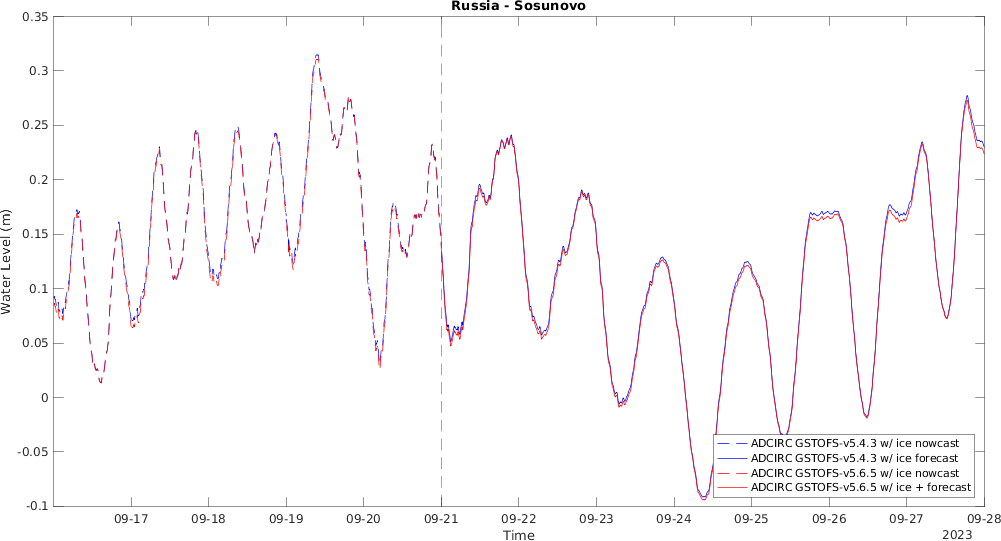 Russia - Sosunovo
0.35
0.3
0.25
0.2
0.15
0.1
0.05
0
-0.05
-0.1
Water Level (m)
ADCIRC GSTOFS-v5.4.3 w/ ice nowcast
ADCIRC GSTOFS-v5.4.3 w/ ice forecast
ADCIRC GSTOFS-v5.6.5 w/ ice nowcast
ADCIRC GSTOFS-v5.6.5 w/ ice + forecast
09-17 09-18 09-19 09-20 09-21 09-22 09-23 09-24 09-25 09-26 09-27 09-28
Time
2023